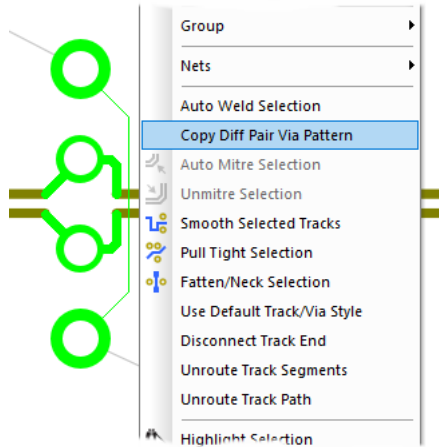 Group
Nets
Auto Weld Selection
Copy Diff Pair Via Pattern
Auto Mitre Selection
Unmitre Selection
Smooth Selected Tracks
Pull Tight Selection
Fatten/Neck Selection
Use Default Track/Via Style
Disconnect Track End
Unroute Track Segments
Unroute Track Path
Highlight Selection